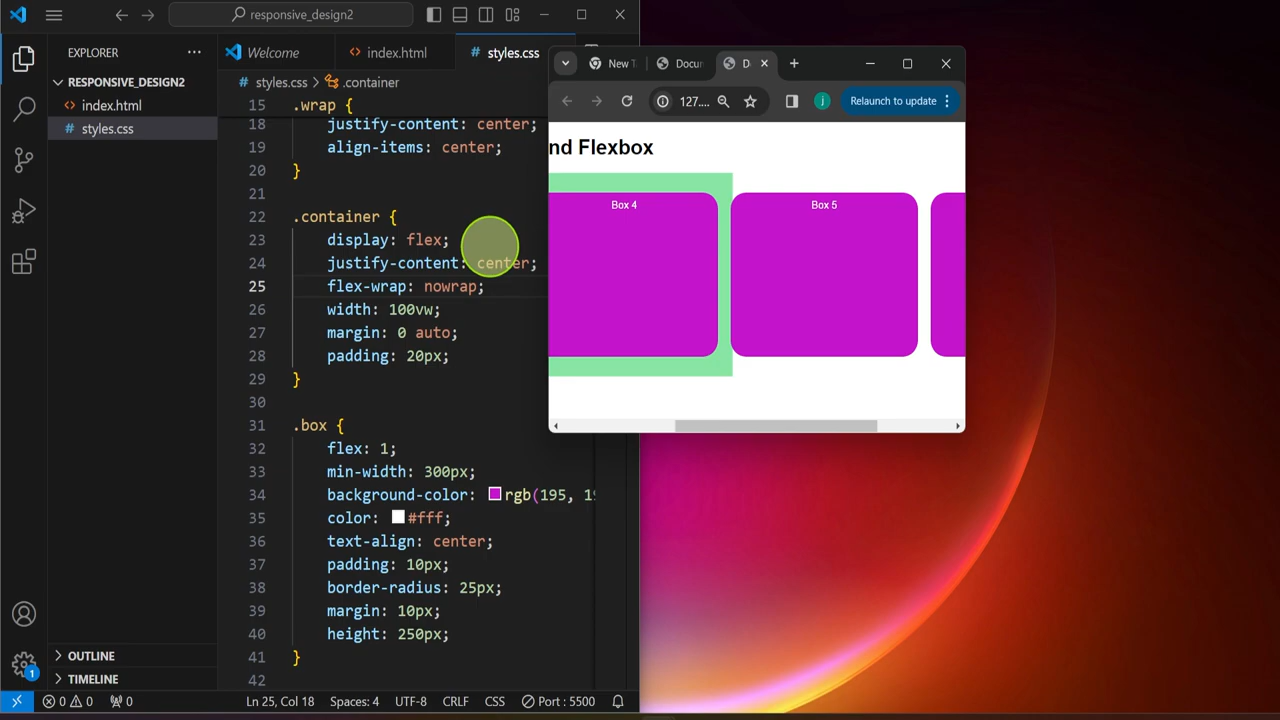 responsive_design2
EXPLORER
RESPONSIVE_DESIGN2
index.html
# styles.css
OUTLINE
TIMELINE
Welcome
<> index.html
# styles.css
# styles.css > .container
15 .wrap {
18 justify-content: center;
19 align-items: center;
20 }
21
22 .container {
23 display: flex;
24 justify-content: center;
25 flex-wrap: nowrap;
26 width: 100vw;
27 margin: 0 auto;
28 padding: 20px;
29 }
30
31 .box {
32 flex: 1;
33 min-width: 300px;
34 background-color: rgb(195, 1
35 color: #fff;
36 text-align: center;
37 padding: 10px;
38 border-radius: 25px;
39 margin: 10px;
40 height: 250px;
41 }
42
1
0 0 0 Ln 25, Col 18 Spaces: 4 UTF-8 CRLF CSS Port : 5500
New T
Docu
D
127.... j Relaunch to update
nd Flexbox
Box 4 Box 5